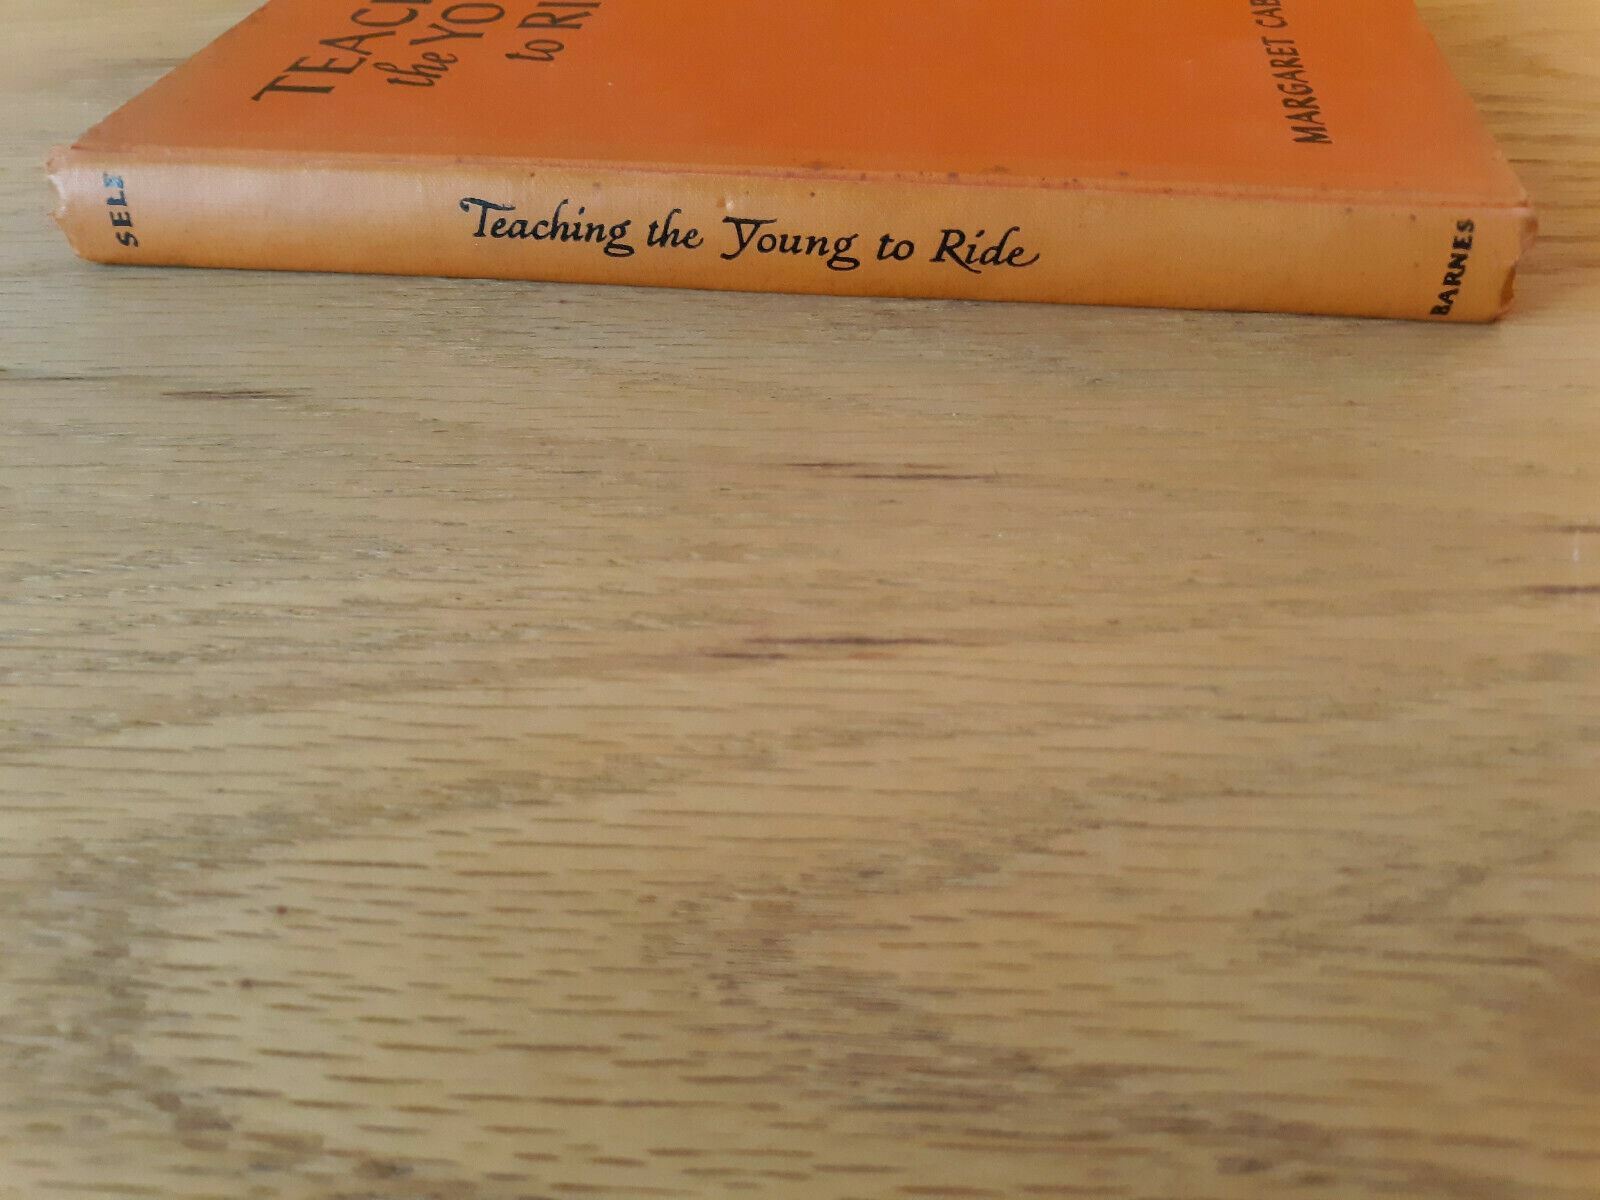 TEAC
the YO
to RI
MARGARET CAB
SELF
Teaching the Young to Ride
BARNES